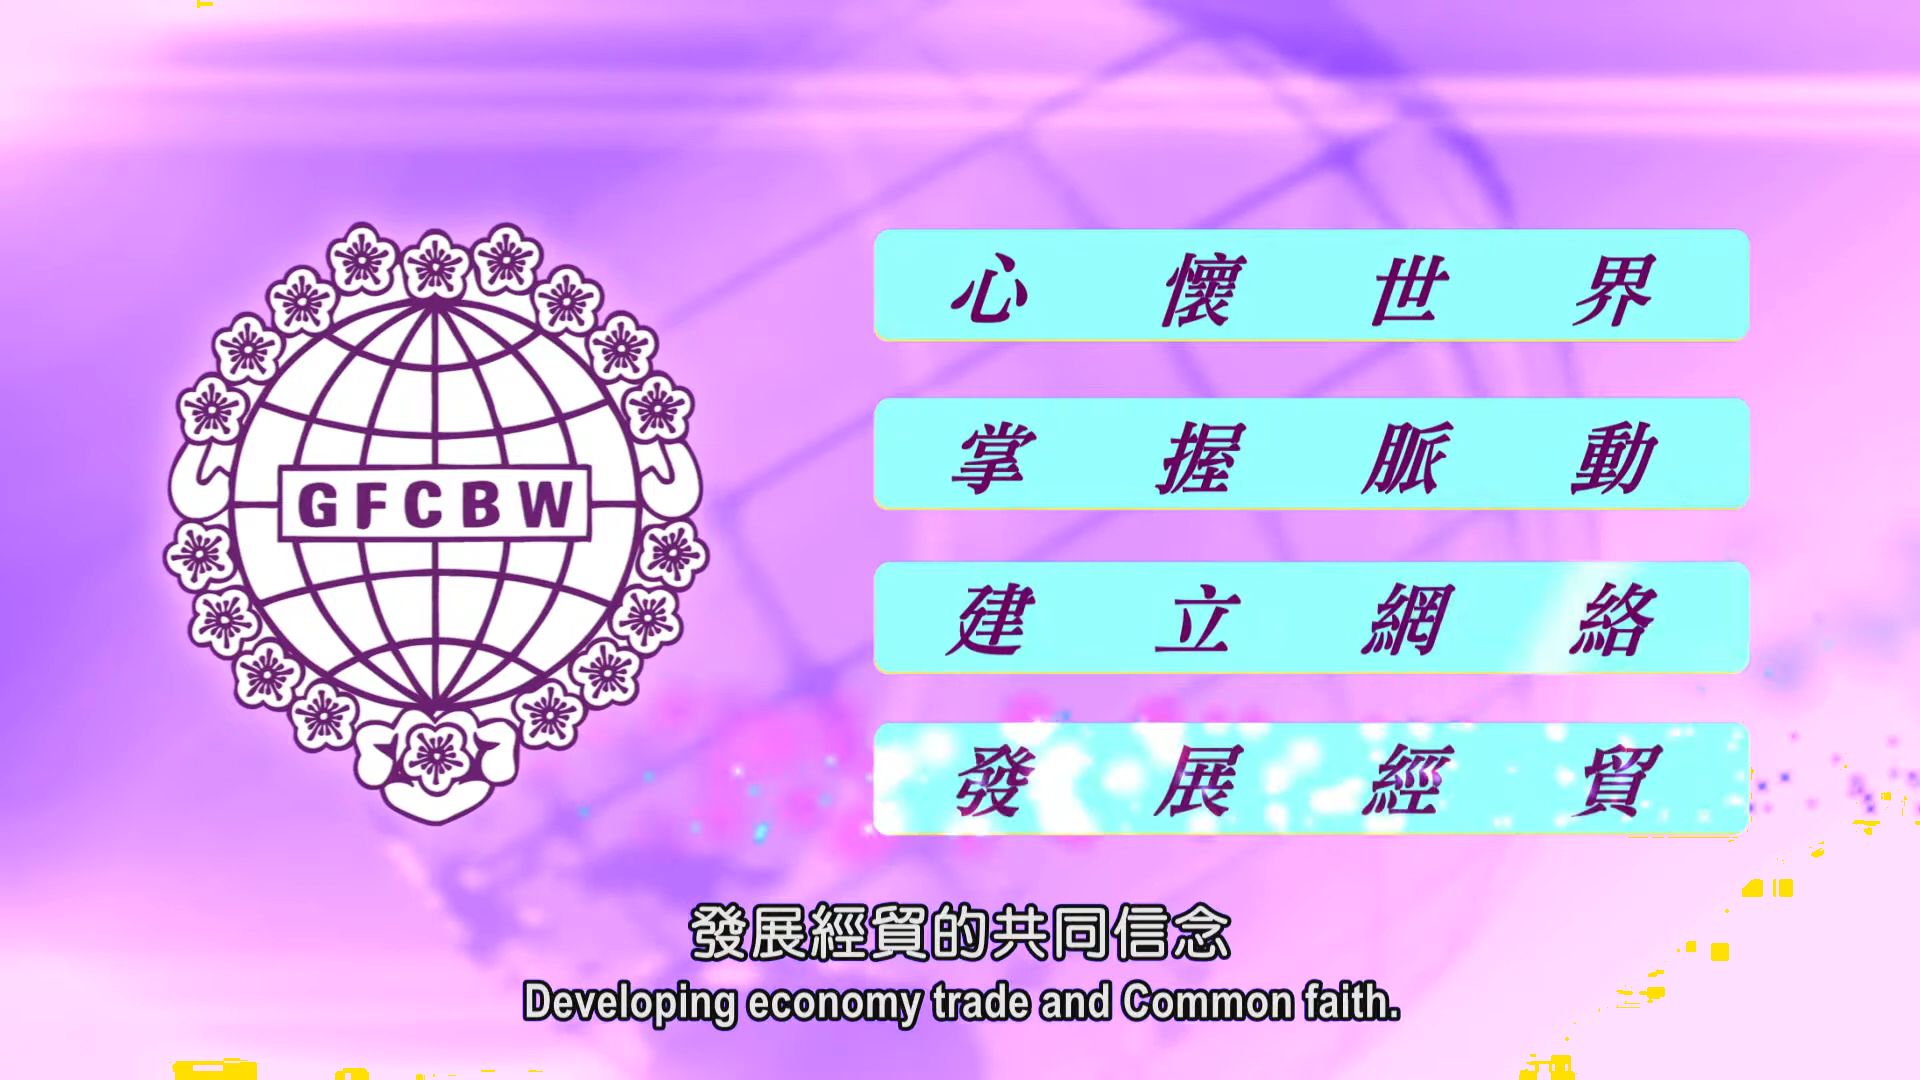 GFCBW
心懷世界
掌握脈動
建立網絡
發展經貿
發展經貿的共同信念
Developing economy trade and Common faith.